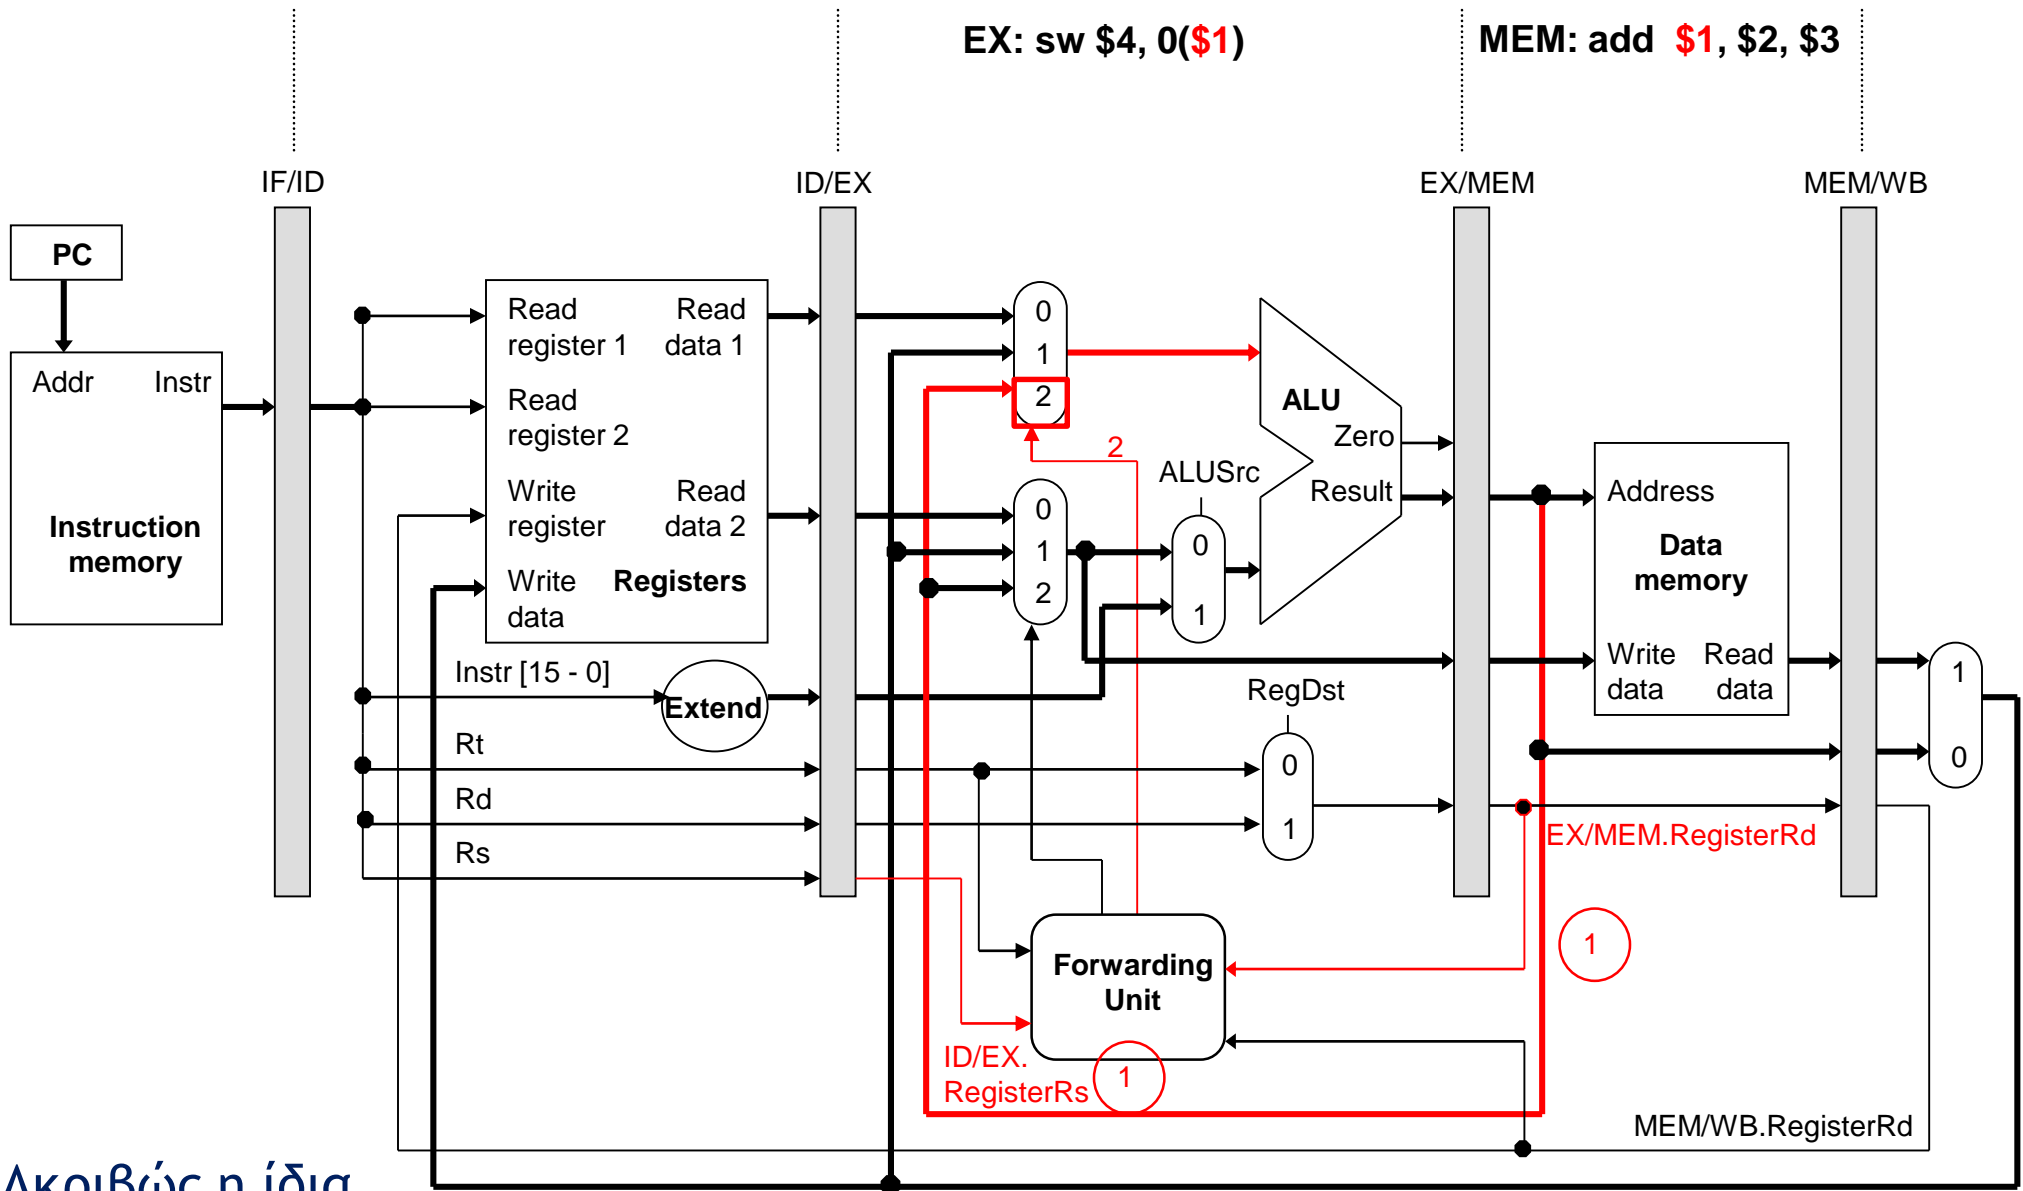 EX: sw $4, 0($1)
MEM: add $1, $2, $3
IF/ID
ID/EX
EX/MEM
MEM/WB
PC
Addr Instr
Instruction
memory
Read
register 1
Read
data 1
Read
register 2
Write
register
Read
data 2
Write
data
Registers
Instr [15 - 0]
Extend
Rt
Rd
Rs
0
1
2
2
0
1
2
ALUSrc
0
1
ALU
Zero
Result
RegDst
0
1
Address
Data
memory
Write
data
Read
data
1
0
EX/MEM.RegisterRd
1
Forwarding
Unit
ID/EX.
RegisterRs
1
MEM/WB.RegisterRd
Ακριβώς η ίδια